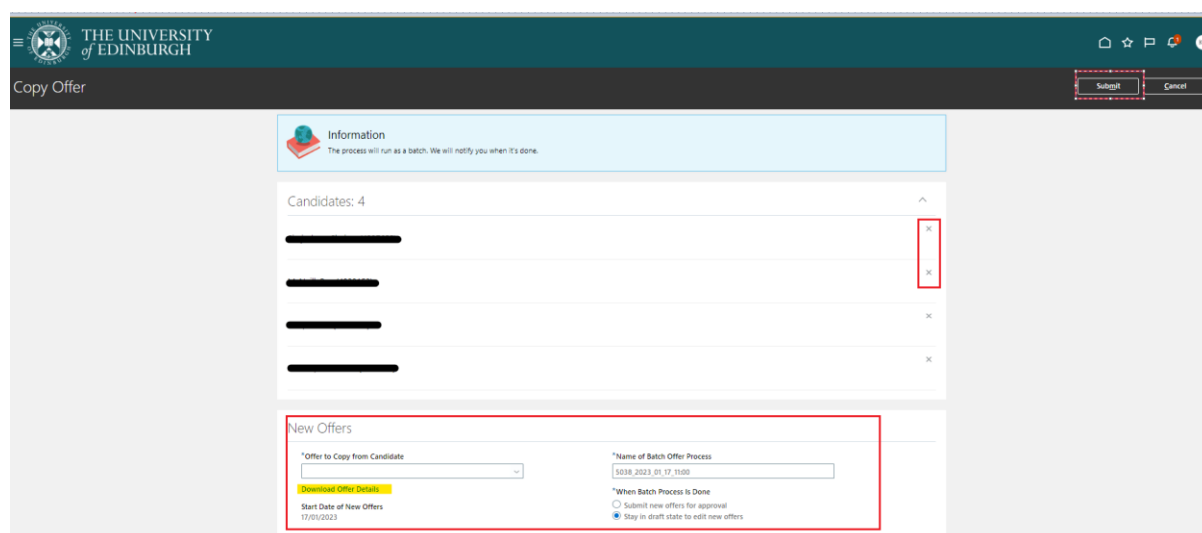 THE UNIVERSITY
of EDINBURGH
Copy Offer
Submit
Cancel
Information
The process will run as a batch. We will notify you when it's done.
Candidates: 4
New Offers
*Offer to Copy from Candidate
*Name of Batch Offer Process
5038_2023_01_17_11:00
Download Offer Details
*When Batch Process Is Done
Start Date of New Offers
Submit new offers for approval
17/01/2023
Stay in draft state to edit new offers